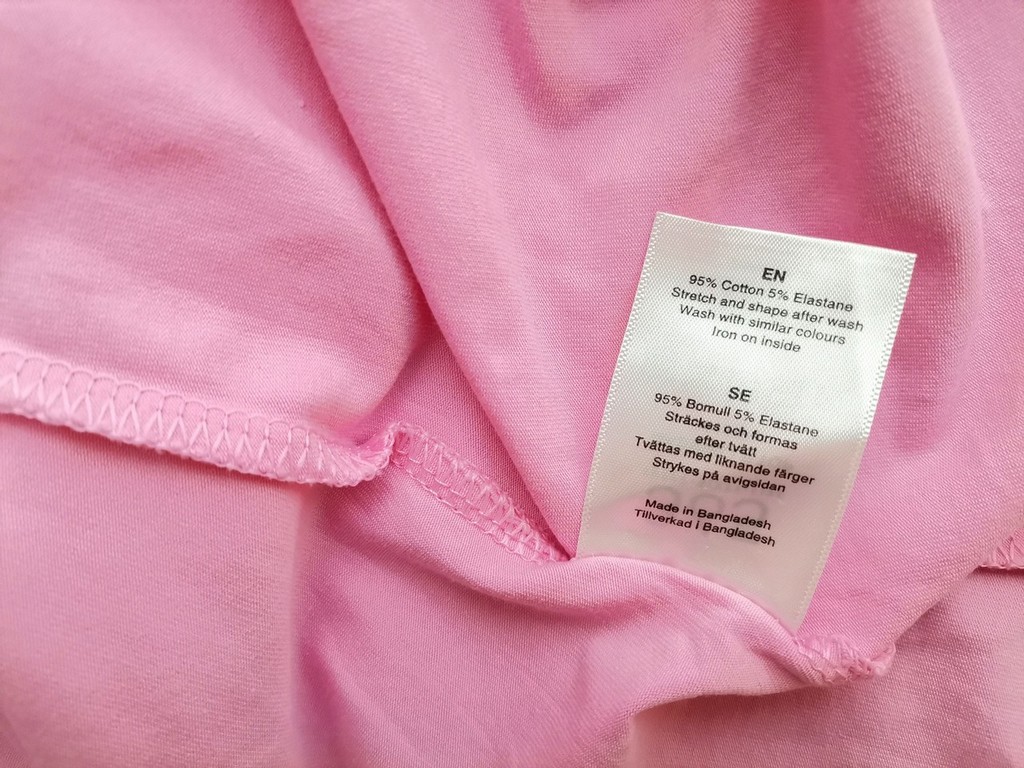 EN
95% Cotton 5% Elastane
Stretch and shape after wash
Wash with similar colours
Iron on inside
SE
95% Bomull 5% Elastane
Sträckes och formas
efter tvätt
Tvättas med liknande färger
Strykes på avigsidan
Made in Bangladesh
Tillverkad i Bangladesh